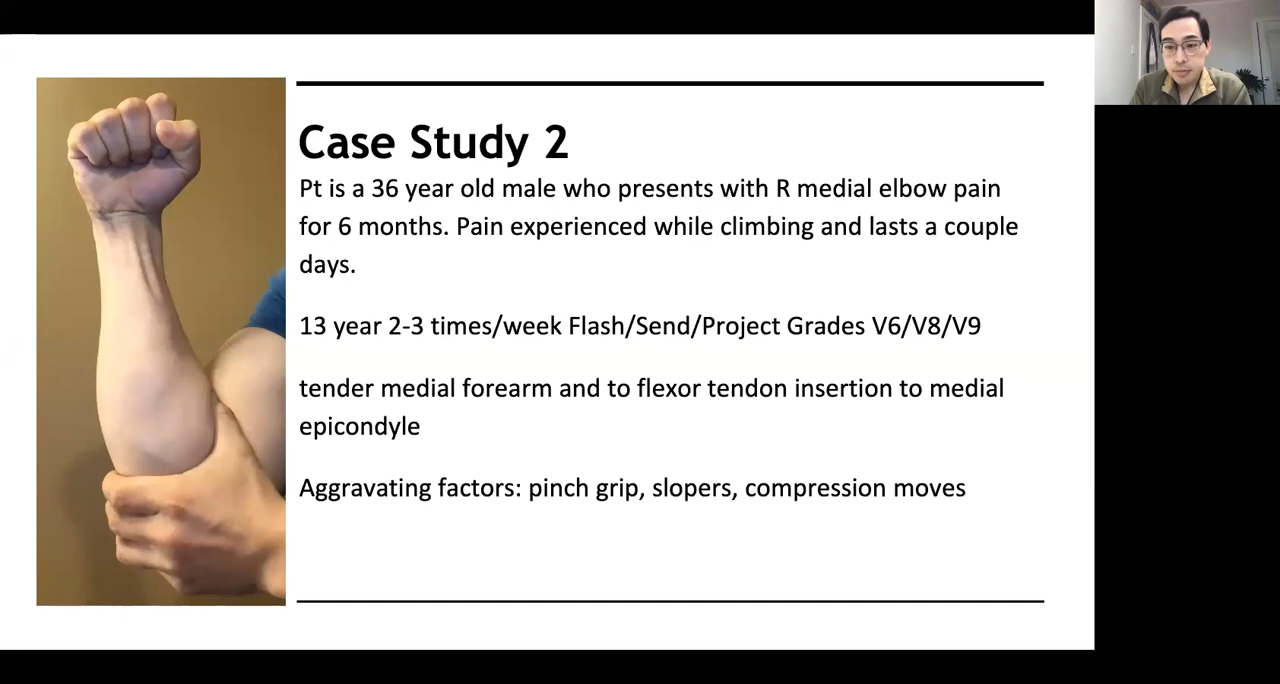 Case Study 2
Pt is a 36 year old male who presents with R medial elbow pain
for 6 months. Pain experienced while climbing and lasts a couple
days.
13 year 2-3 times/week Flash/Send/Project Grades V6/V8/V9
tender medial forearm and to flexor tendon insertion to medial
epicondyle
Aggravating factors: pinch grip, slopers, compression moves